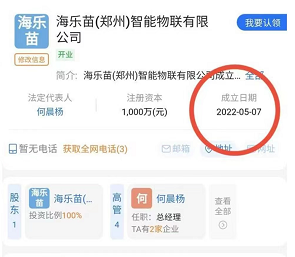 海乐
苗
海乐苗(郑州)智能物联有限
公司
我要认领
修改信息
开业
简介: 海乐苗(郑州)智能物联有限公司成立... 全部
法定代表人
注册资本
成立日期
何晨杨
1,000万(元)
2022-05-07
暂无电话
获取全网电话(3)
邮箱
地址
网址
股东
1
海乐
苗
海乐苗(...
投资比例100%
高管
4
何
何晨杨
任职: 总经理
TA有2家企业
查看
全部